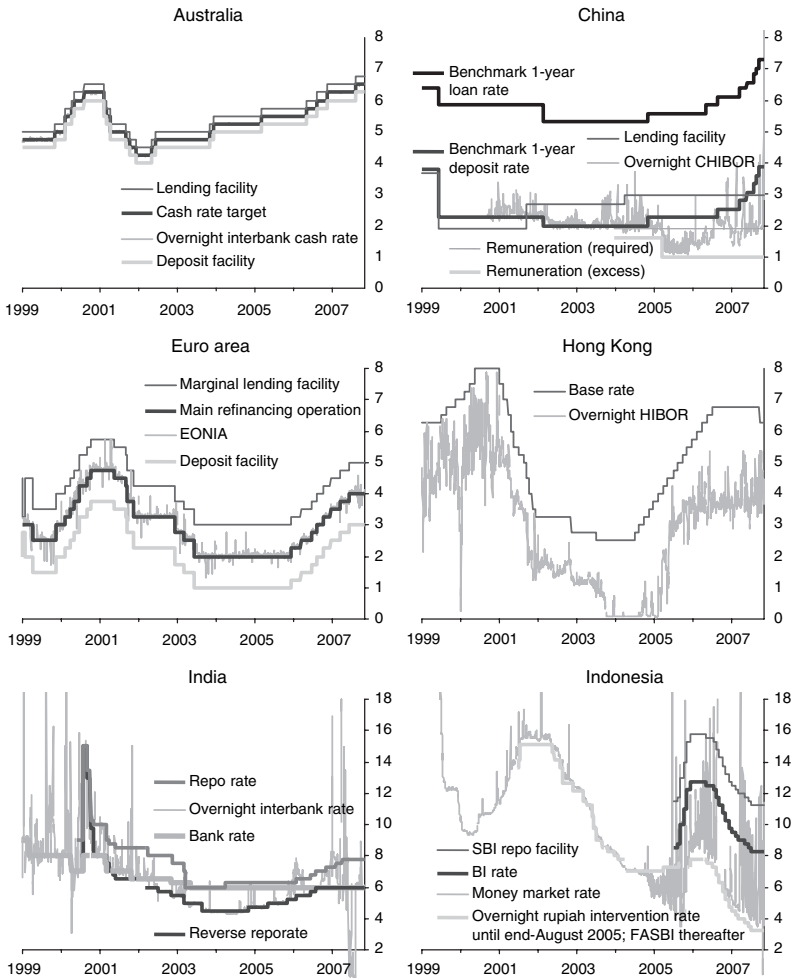 Australia
8
7
6
5
4
3
2
1
0
Lending facility
Cash rate target
Overnight interbank cash rate
Deposit facility
1999
2001
2003
2005
2007
China
8
7
6
5
4
3
2
1
0
Benchmark 1-year
loan rate
Lending facility
Benchmark 1-year
deposit rate
Overnight CHIBOR
Remuneration (required)
Remuneration (excess)
1999
2001
2003
2005
2007
Euro area
8
7
6
5
4
3
2
1
0
Marginal lending facility
Main refinancing operation
EONIA
Deposit facility
1999
2001
2003
2005
2007
Hong Kong
8
7
6
5
4
3
2
1
0
Base rate
Overnight HIBOR
1999
2001
2003
2005
2007
India
18
16
14
12
10
8
6
4
2
Repo rate
Overnight interbank rate
Bank rate
Reverse reporate
1999
2001
2003
2005
2007
Indonesia
18
16
14
12
10
8
6
4
2
SBI repo facility
BI rate
Money market rate
Overnight rupiah intervention rate
until end-August 2005; FASBI thereafter
1999
2001
2003
2005
2007